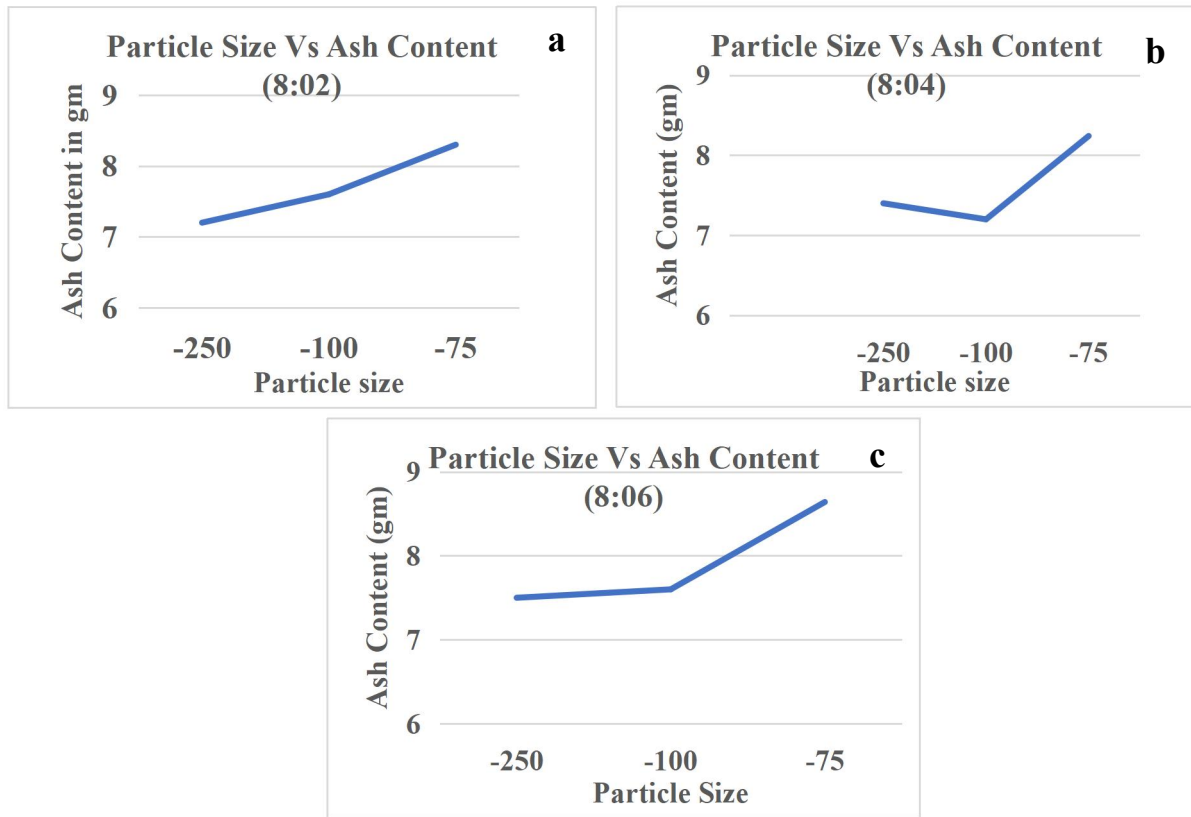 Particle Size Vs Ash Content
(8:02)
a
Ash Content in gm
9
8
7
6
-250 -100 -75
Particle size
Particle Size Vs Ash Content
(8:04)
b
Ash Content (gm)
9
8
7
6
-250 -100 -75
Particle size
Particle Size Vs Ash Content
(8:06)
c
Ash Content (gm)
9
8
7
6
-250 -100 -75
Particle Size